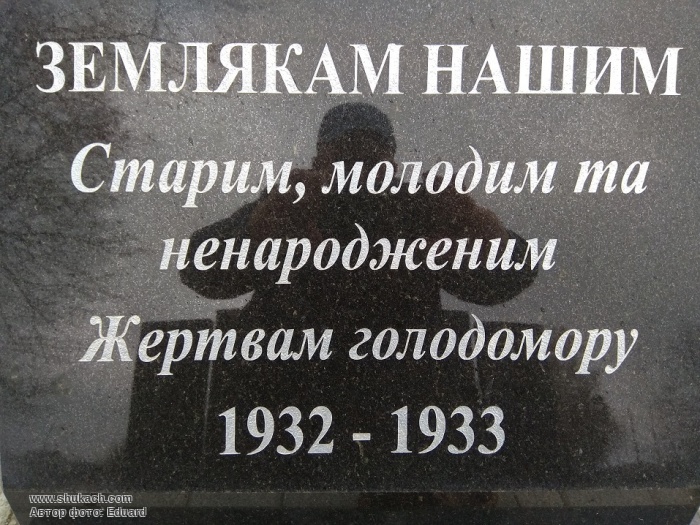 ЗЕМЛЯКАМ НАШИМ
Старим, молодим та
ненародженим
Жертвам голодомору
1932 - 1933
www.shukach.com
Автор фото: Eduard